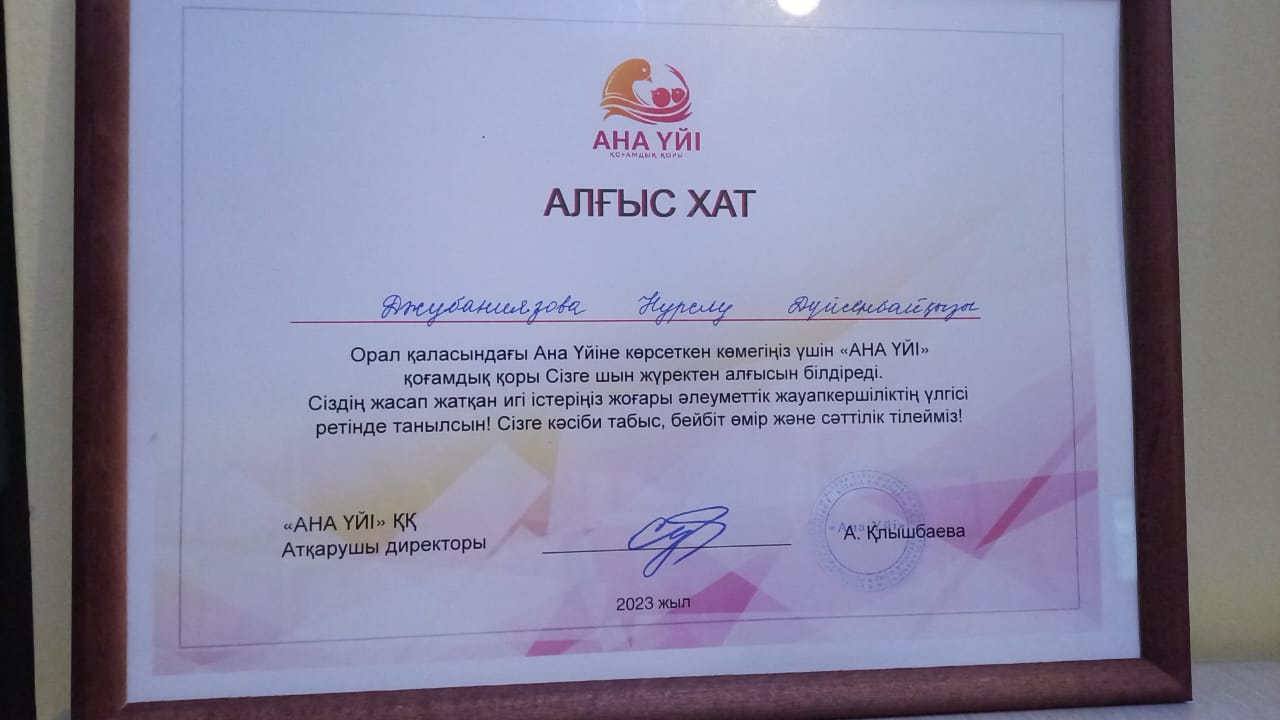 АНА ҮЙІ
ҚОҒАМДЫҚ ҚОРЫ
АЛҒЫС ХАТ
Джубаниязова Нурслу Дүйсенбайқызы
Орал қаласындағы Ана Үйіне көрсеткен көмегіңіз үшін «АНА ҮЙІ»
қоғамдық қоры Сізге шын жүректен алғысын білдіреді.
Сіздің жасап жатқан игі істеріңіз жоғары әлеуметтік жауапкершіліктің үлгісі
ретінде танылсын! Сізге кәсіби табыс, бейбіт өмір және сәттілік тілейміз!
«АНА ҮЙІ» ҚҚ
Атқарушы директоры
«Ана Үйі»
А. Қлышбаева
2023 жыл